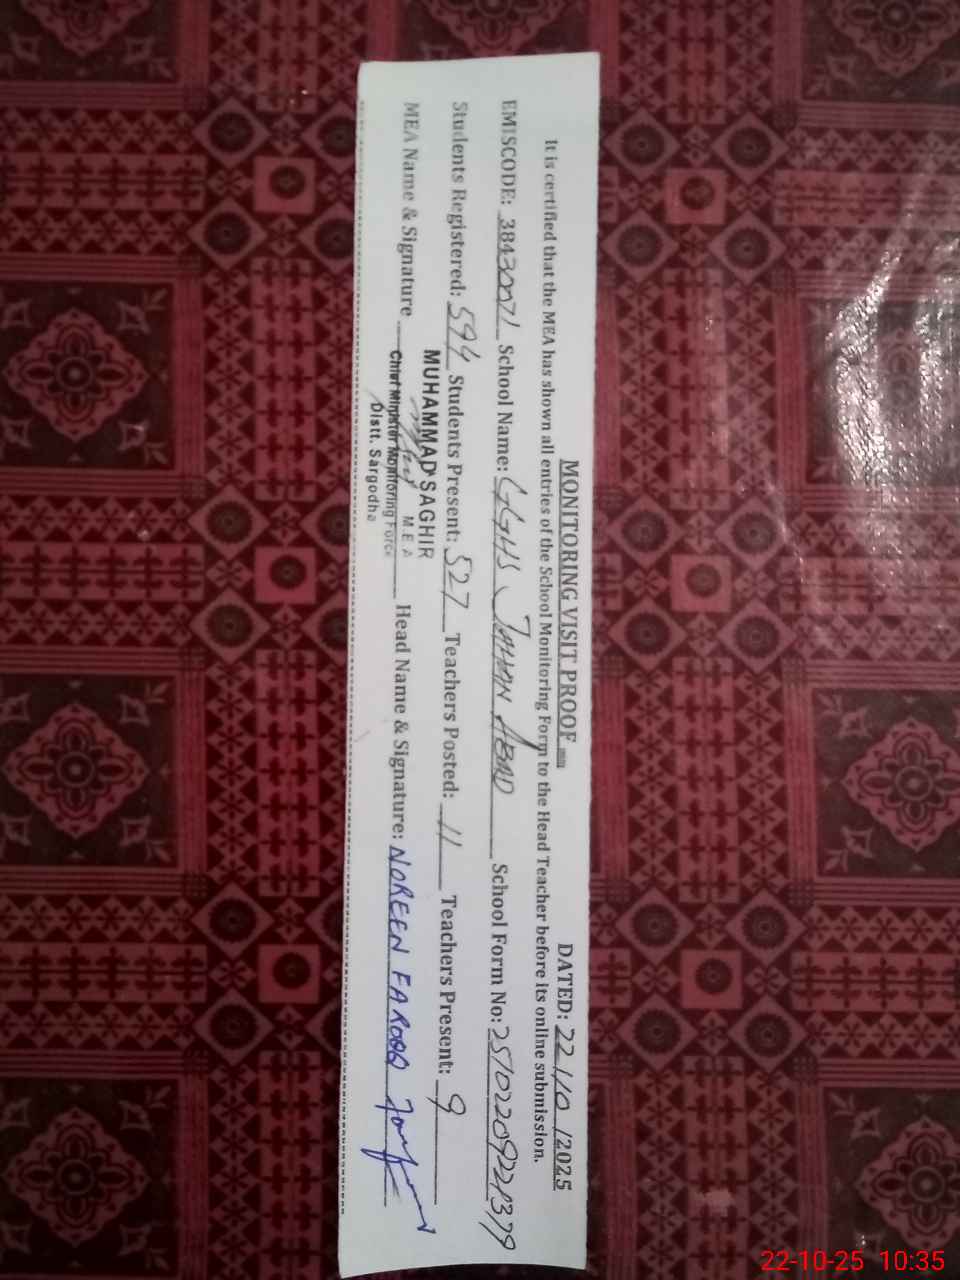 MONITORING VISIT PROOF
DATED: 22/10/2025
It is certified that the MEA has shown all entries of the School Monitoring Form to the Head Teacher before its online submission.
EMISCODE: 38430071 School Name: GGHS JAHAN ABAD School Form No:
Students Registered: 594 Students Present: 527 Teachers Posted: 11 Teachers Present: 9
MEA Name & Signature Head Name & Signature: NOREEN FAROOQ
MUHAMMAD SAGHIR
M.E.A
Chief Minister Monitoring Force
Distt. Sargodha
22-10-25 10:35